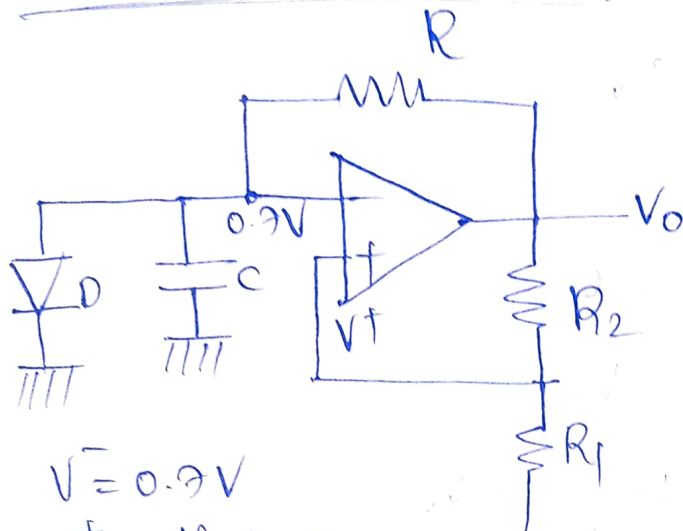 R
0.7V
-
Vo
D
C
+
V+
R2
R1
V- = 0.7V